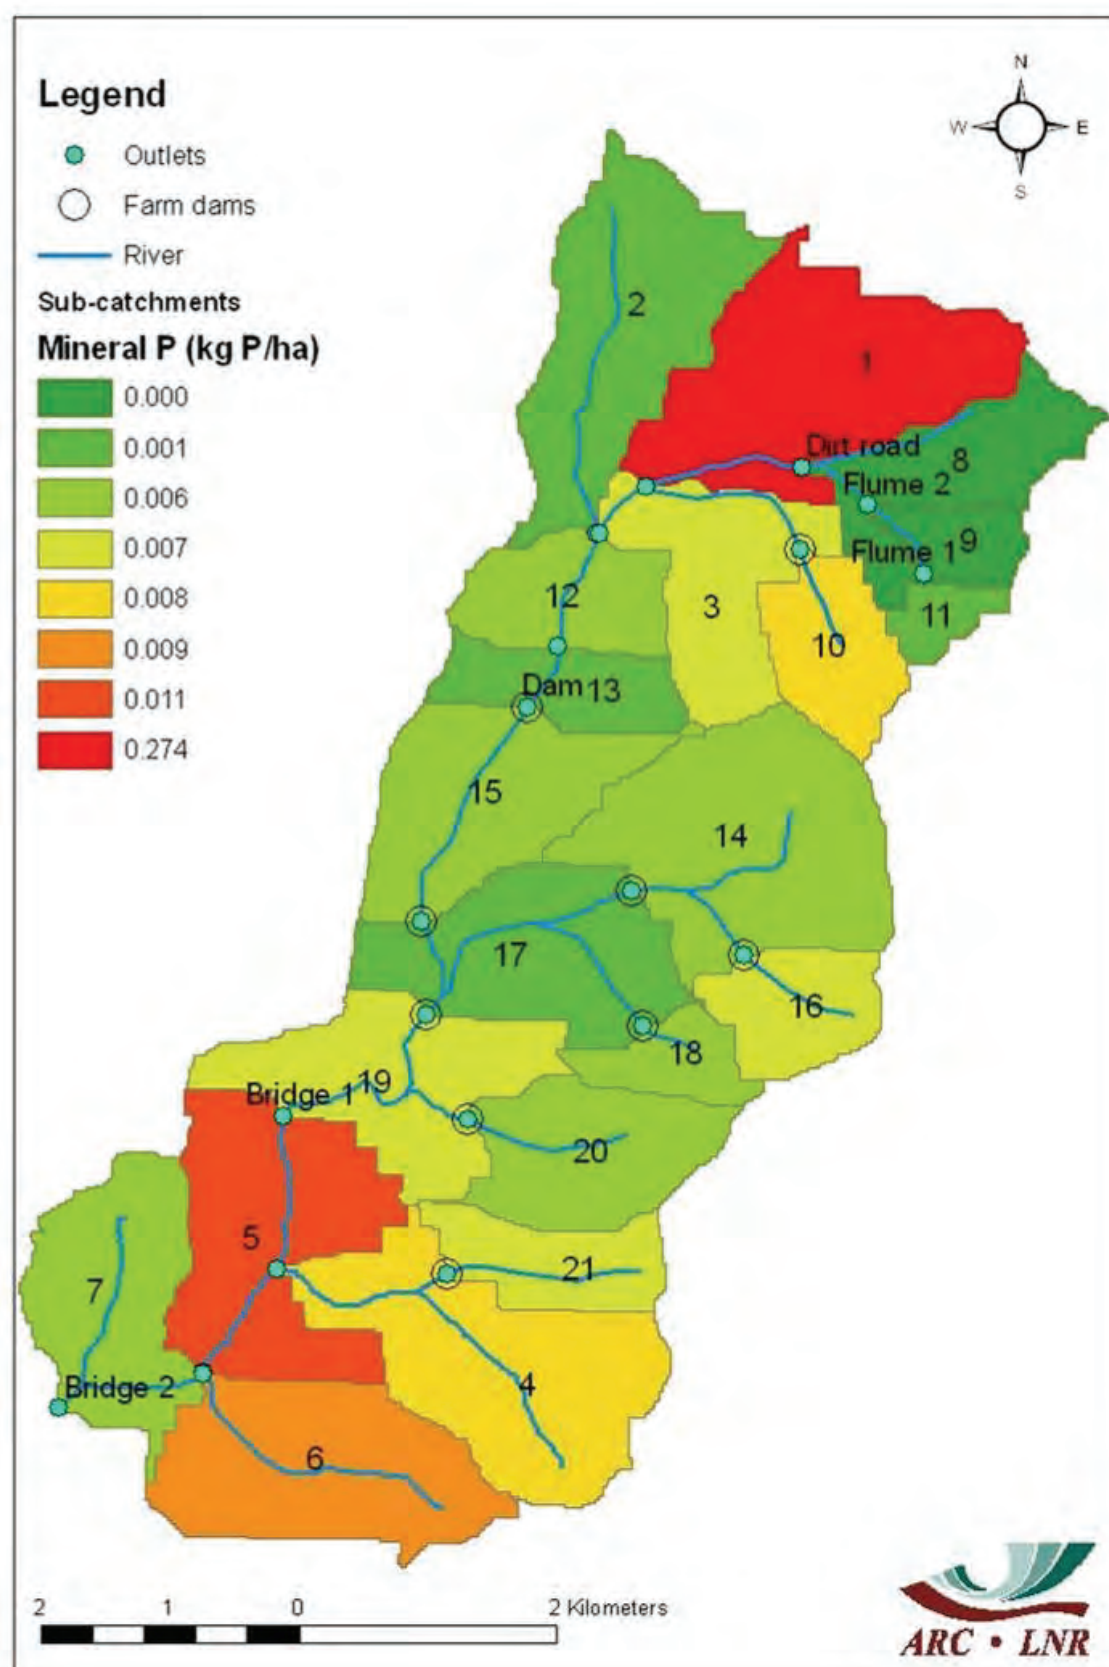 N
W E
S
Legend
Outlets
Farm dams
River
Sub-catchments
Mineral P (kg P/ha)
0.000
0.001
0.006
0.007
0.008
0.009
0.011
0.274
2
1
Dirt road
8
Flume 2
Flume 1 9
12
3
11
10
Dam 13
15
14
17
16
18
19
Bridge 1
20
5
21
7
Bridge 2
4
6
2 1 0 2 Kilometers
ARC • LNR